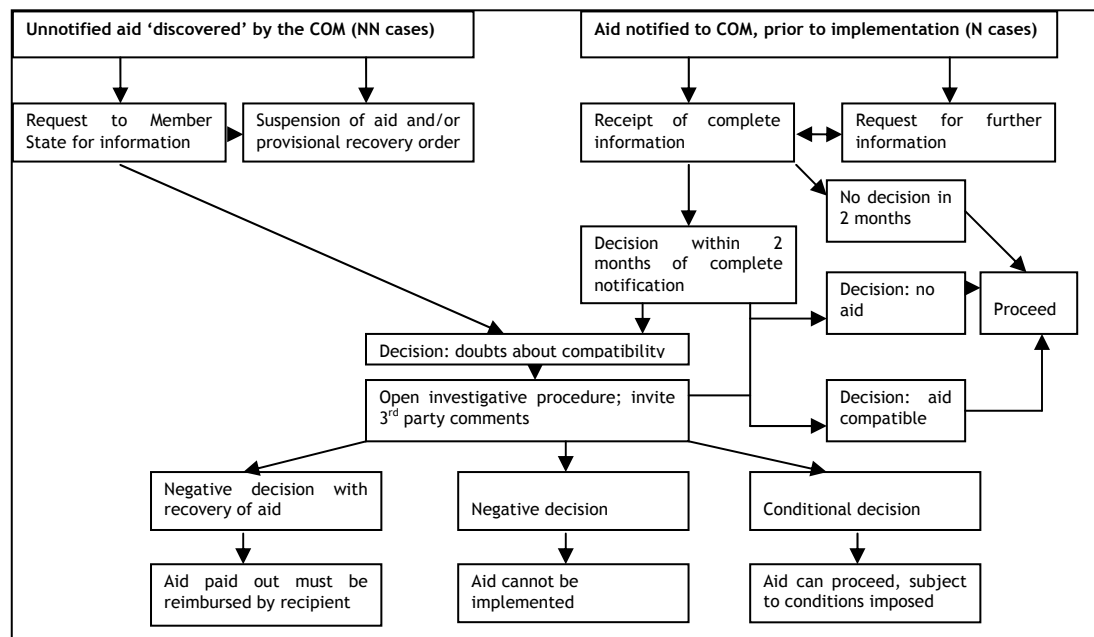 Unnotified aid ‘discovered’ by the COM (NN cases)
Aid notified to COM, prior to implementation (N cases)
Request to Member
State for information
Suspension of aid and/or
provisional recovery order
Receipt of complete
information
Request for further
information
No decision in
2 months
Decision within 2
months of complete
notification
Decision: no
aid
Proceed
Decision: doubts about compatibility
Open investigative procedure; invite
3rd party comments
Decision: aid
compatible
Negative decision with
recovery of aid
Negative decision
Conditional decision
Aid paid out must be
reimbursed by recipient
Aid cannot be
implemented
Aid can proceed, subject
to conditions imposed